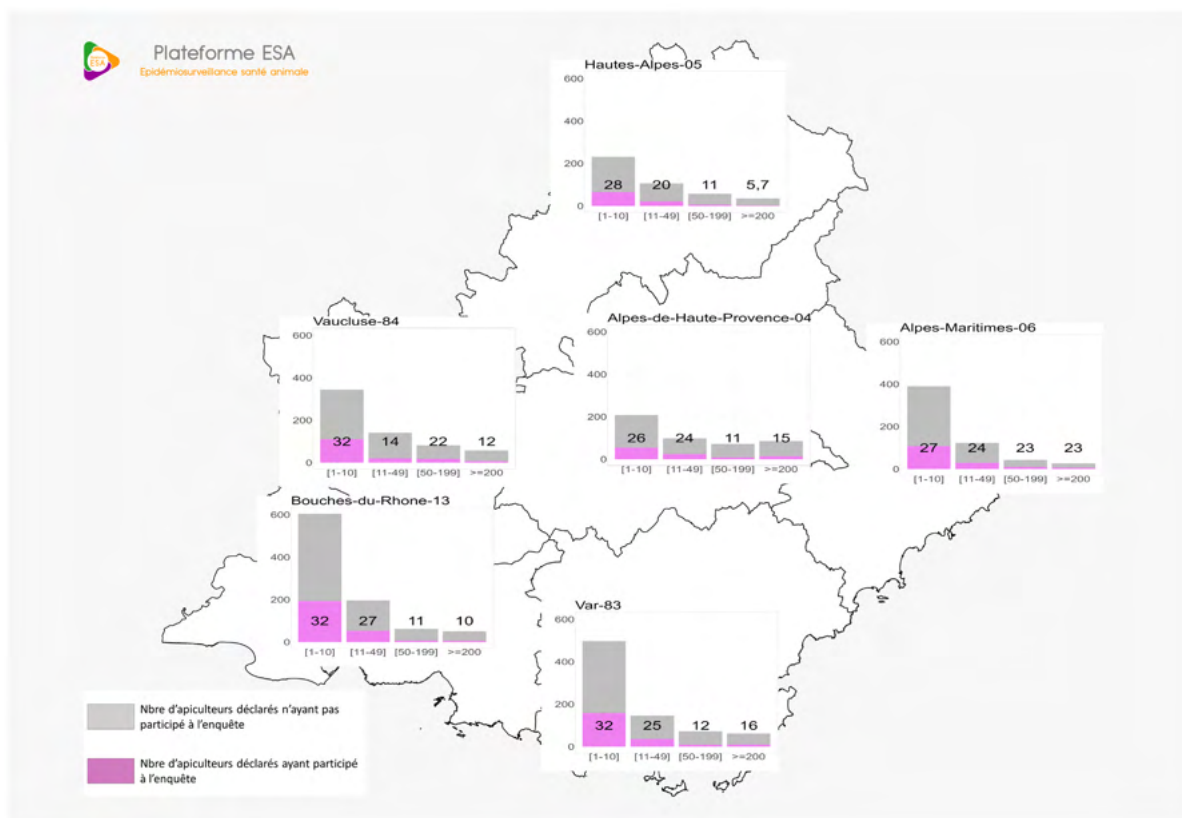 Plateforme ESA
ESA
Epidémiosurveillance santé animale
Hautes-Alpes-05
600
400
200
0
28 20 11 5,7
[1-10] [11-49] [50-199] >=200
Vaucluse-84
600
400
200
0
32 14 22 12
[1-10] [11-49] [50-199] >=200
Alpes-de-Haute-Provence-04
600
400
200
0
26 24 11 15
[1-10] [11-49] [50-199] >=200
Alpes-Maritimes-06
600
400
200
0
27 24 23 23
[1-10] [11-49] [50-199] >=200
Bouches-du-Rhone-13
600
400
200
0
32 27 11 10
[1-10] [11-49] [50-199] >=200
Var-83
600
400
200
0
32 25 12 16
[1-10] [11-49] [50-199] >=200
Nbre d'apiculteurs déclarés n'ayant pas
participé à l'enquête
Nbre d'apiculteurs déclarés ayant participé
à l'enquête